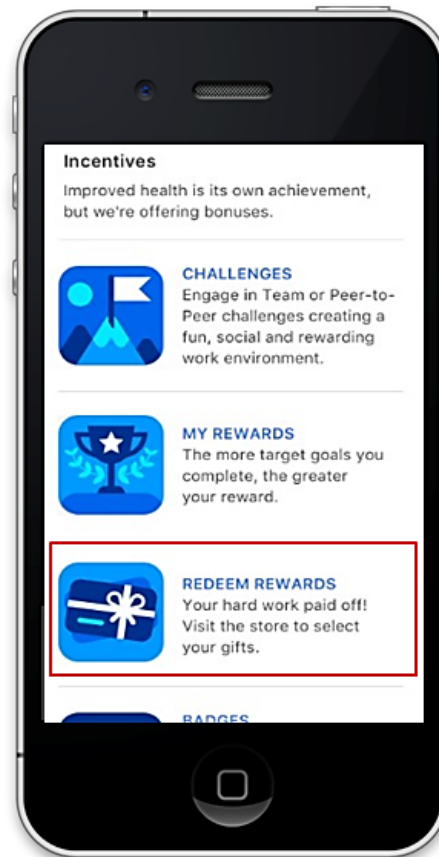 Incentives
Improved health is its own achievement,
but we're offering bonuses.
CHALLENGES
Engage in Team or Peer-to-
Peer challenges creating a
fun, social and rewarding
work environment.
MY REWARDS
The more target goals you
complete, the greater
your reward.
REDEEM REWARDS
Your hard work paid off!
Visit the store to select
your gifts.
BADGES